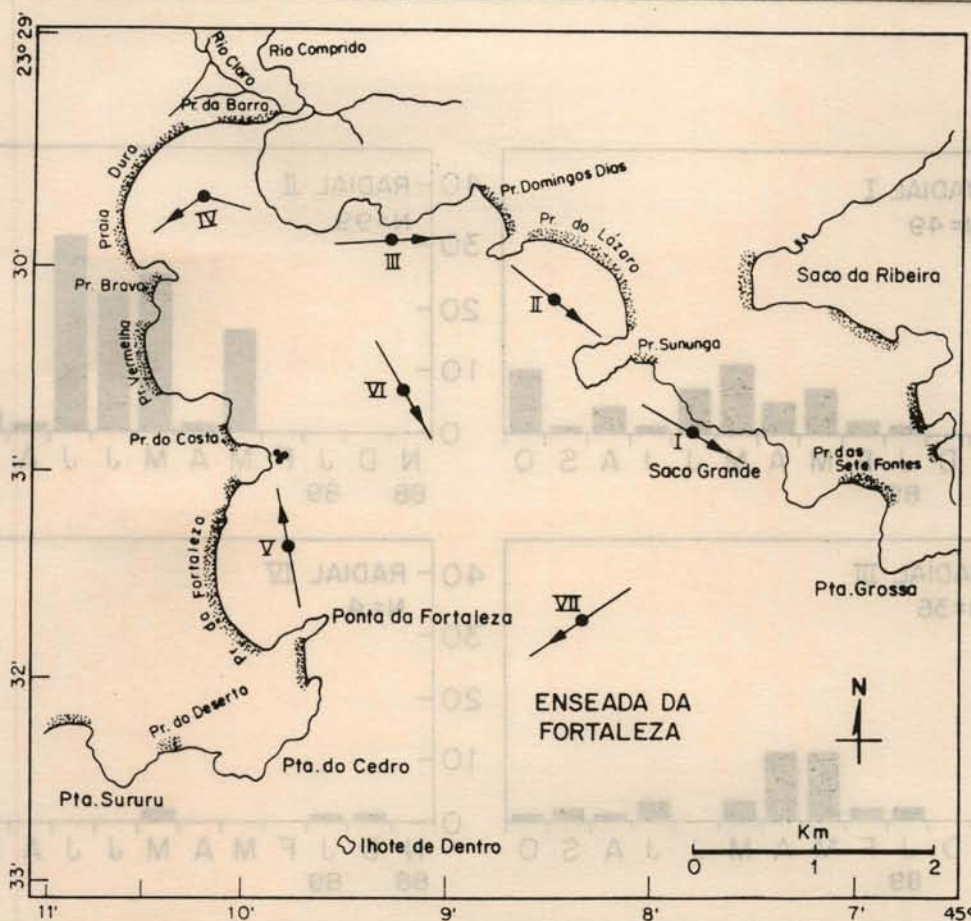 23°29'
Rio Claro
Rio Comprido
Pr. da Barra
Praia Dura
Pr. Domingos Dias
Pr. do Lázaro
IV
III
30'
Saco da Ribeira
Pr. Brava
II
Pr. Vermelha
Pr. Sununga
VI
Pr. do Costa
I
31'
Saco Grande
Pr. das
Sete Fontes
Pr. da Fortaleza
V
Pta. Grossa
VII
Ponta da Fortaleza
32'
ENSEADA DA
FORTALEZA
N
Pr. do Deserto
Pta. do Cedro
Pta. Sururu
Ilhote de Dentro
Km
0 1 2
33'
11' 10' 9' 8' 7'